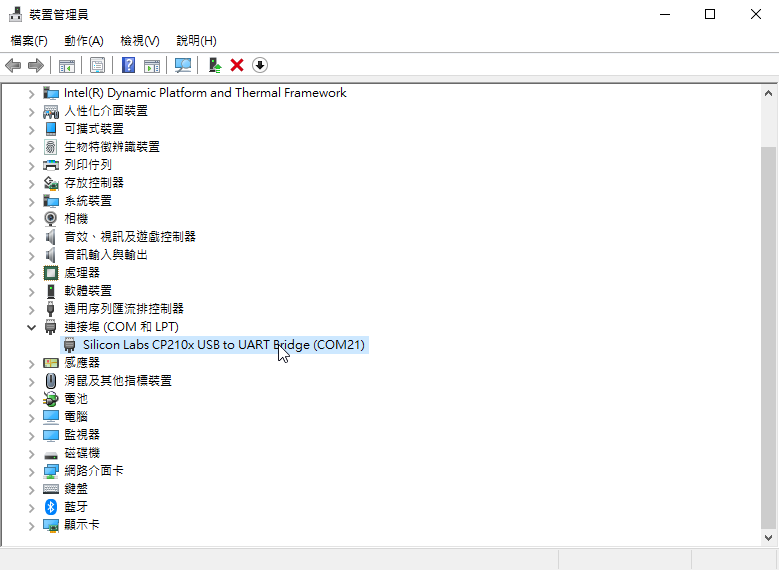 裝置管理員
檔案(F) 動作(A) 檢視(V) 說明(H)
Intel(R) Dynamic Platform and Thermal Framework
人性化介面裝置
可攜式裝置
生物特徵辨識裝置
列印佇列
存放控制器
系統裝置
相機
音效、視訊及遊戲控制器
音訊輸入與輸出
處理器
軟體裝置
通用序列匯流排控制器
連接埠 (COM 和 LPT)
Silicon Labs CP210x USB to UART Bridge (COM21)
感應器
滑鼠及其他指標裝置
電池
電腦
監視器
磁碟機
網路介面卡
鍵盤
藍牙
顯示卡